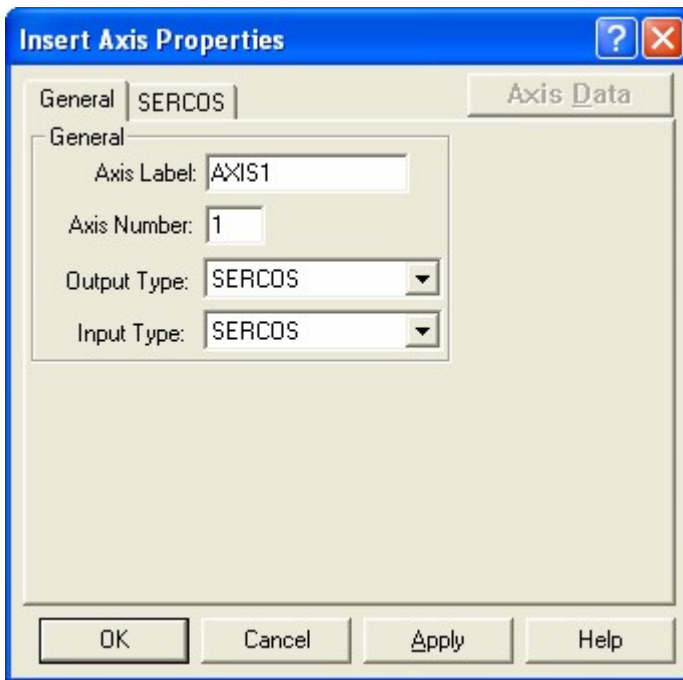 Insert Axis Properties
?
General SERCOS Axis Data
General
Axis Label: AXIS1
Axis Number: 1
Output Type: SERCOS
Input Type: SERCOS
OK Cancel Apply Help